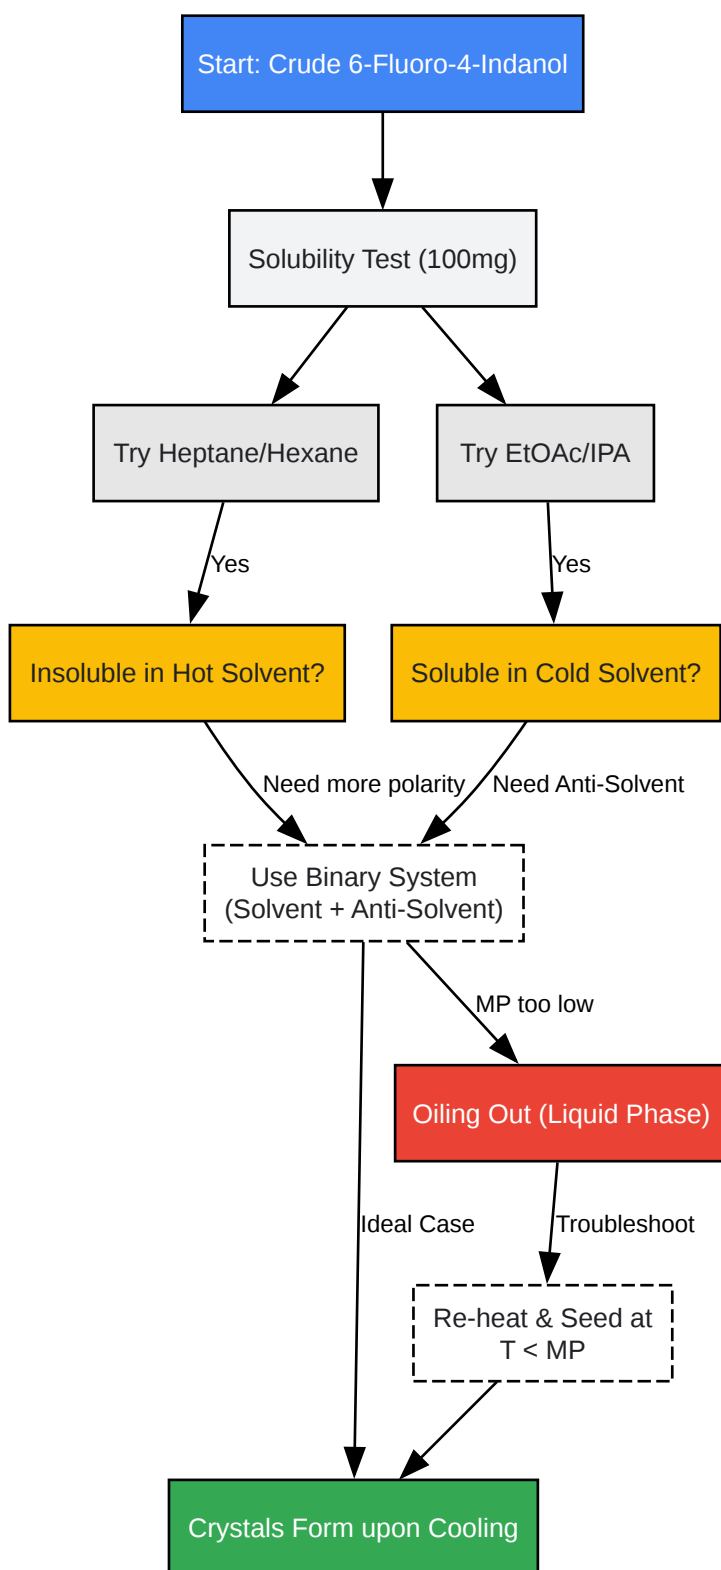 Start: Crude 6-Fluoro-4-Indanol
Solubility Test (100mg)
Try Heptane/Hexane
Try EtOAc/IPA
Yes
Yes
Insoluble in Hot Solvent?
Soluble in Cold Solvent?
Need more polarity
Need Anti-Solvent
Use Binary System
(Solvent + Anti-Solvent)
MP too low
Oiling Out (Liquid Phase)
Ideal Case
Troubleshoot
Re-heat & Seed at
T < MP
Crystals Form upon Cooling